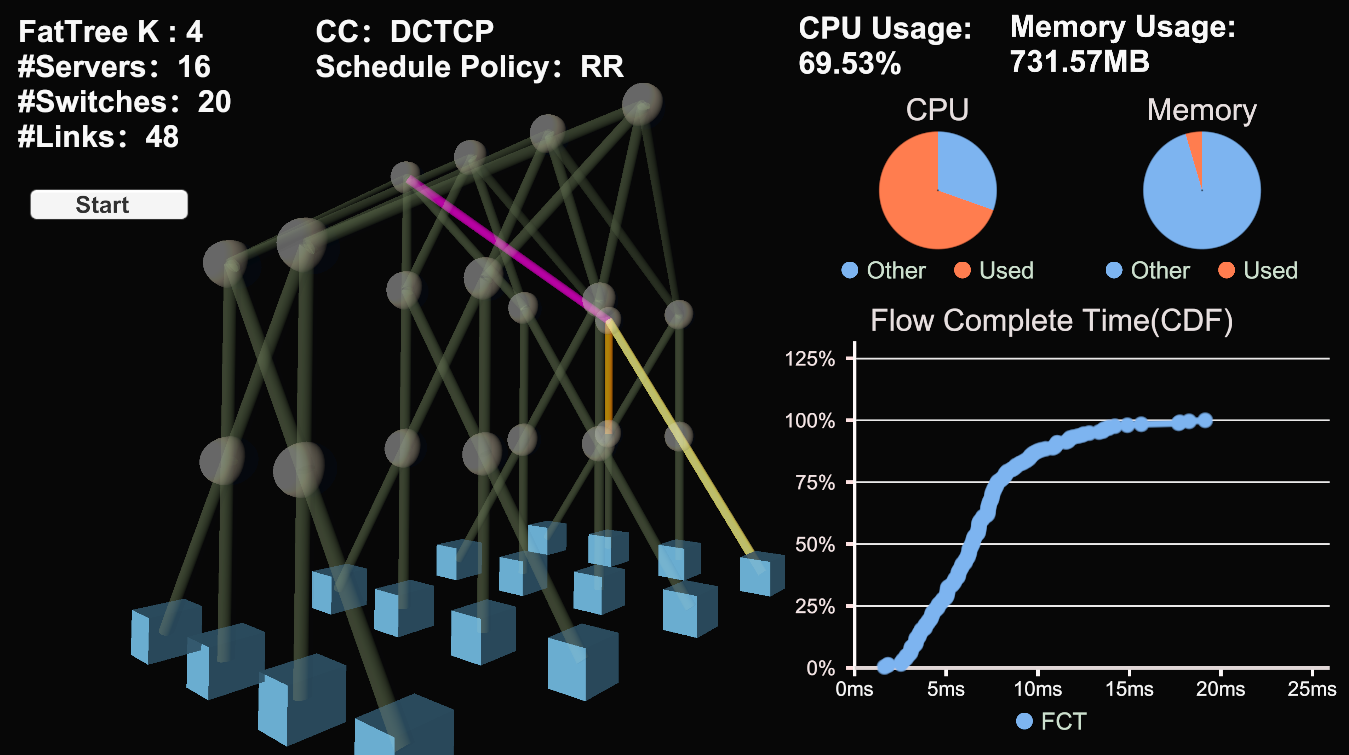 FatTree K : 4
#Servers: 16
#Switches: 20
#Links: 48
Start
CC: DCTCP
Schedule Policy: RR
CPU Usage:
69.53%
Memory Usage:
731.57MB
CPU
Other Used
Memory
Other Used
Flow Complete Time(CDF)
125%
100%
75%
50%
25%
0%
0ms 5ms 10ms 15ms 20ms 25ms
FCT